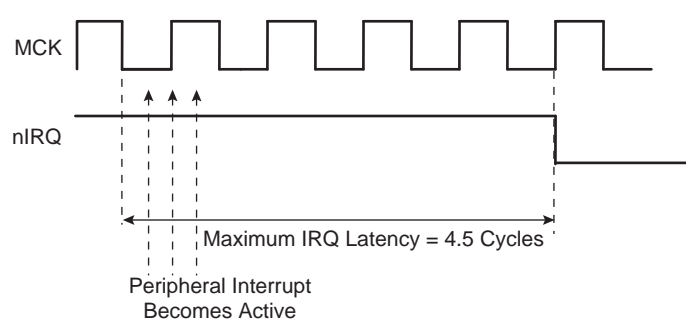 MCK
nIRQ
Maximum IRQ Latency = 4.5 Cycles
Peripheral Interrupt
Becomes Active